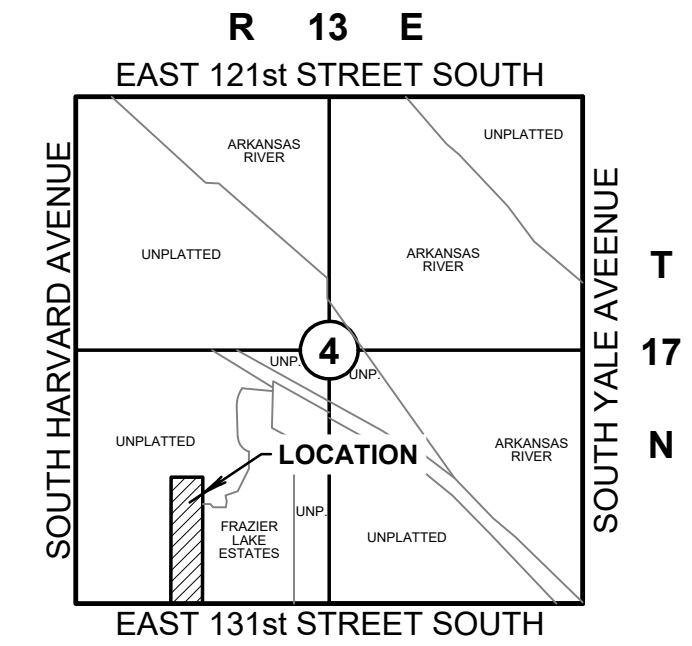 R 13 E
EAST 121st STREET SOUTH
SOUTH HARVARD AVENUE
ARKANSAS
RIVER
UNPLATTED
UNPLATTED
ARKANSAS
RIVER
SOUTH YALE AVEENUE
T
17
N
4
UNP.
UNP.
UNPLATTED
LOCATION
ARKANSAS
RIVER
FRAZIER
LAKE
ESTATES
UNP.
UNPLATTED
EAST 131st STREET SOUTH